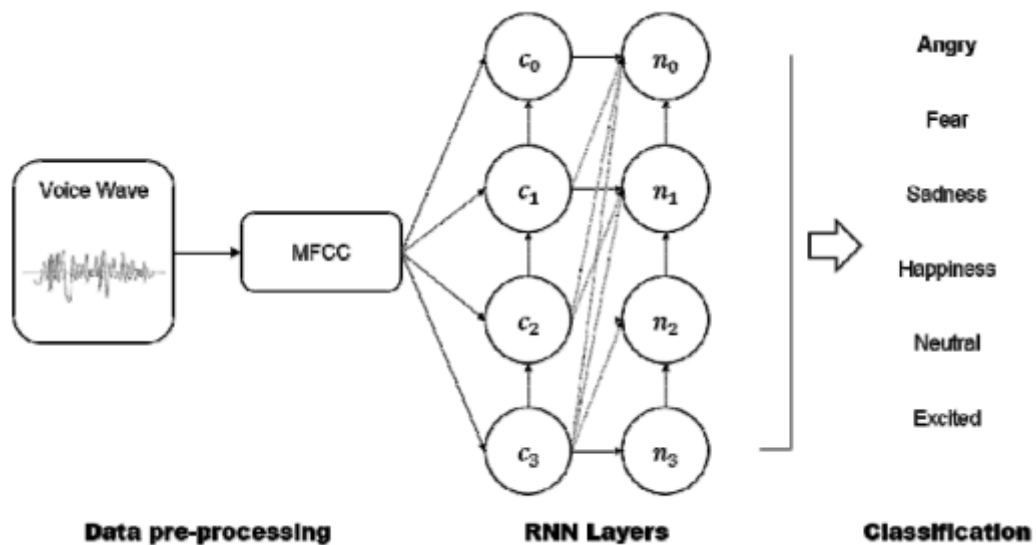 Voice Wave
MFCC
c₀
n₀
c₁
n₁
c₂
n₂
c₃
n₃
Angry
Fear
Sadness
Happiness
Neutral
Excited
Data pre-processing
RNN Layers
Classification